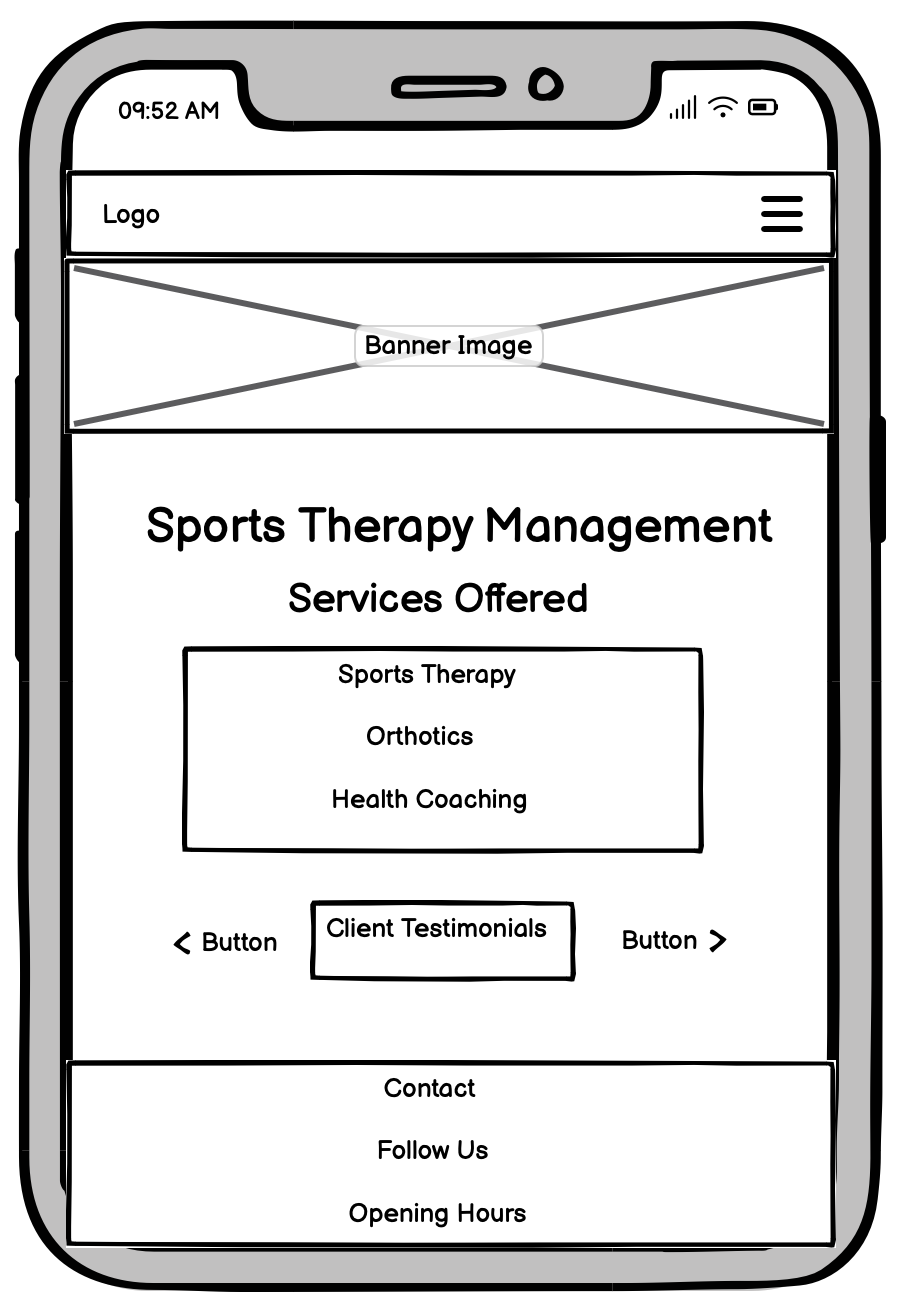 09:52 AM
Logo
Banner Image
Sports Therapy Management
Services Offered
Sports Therapy
Orthotics
Health Coaching
Button
Client Testimonials
Button
Contact
Follow Us
Opening Hours